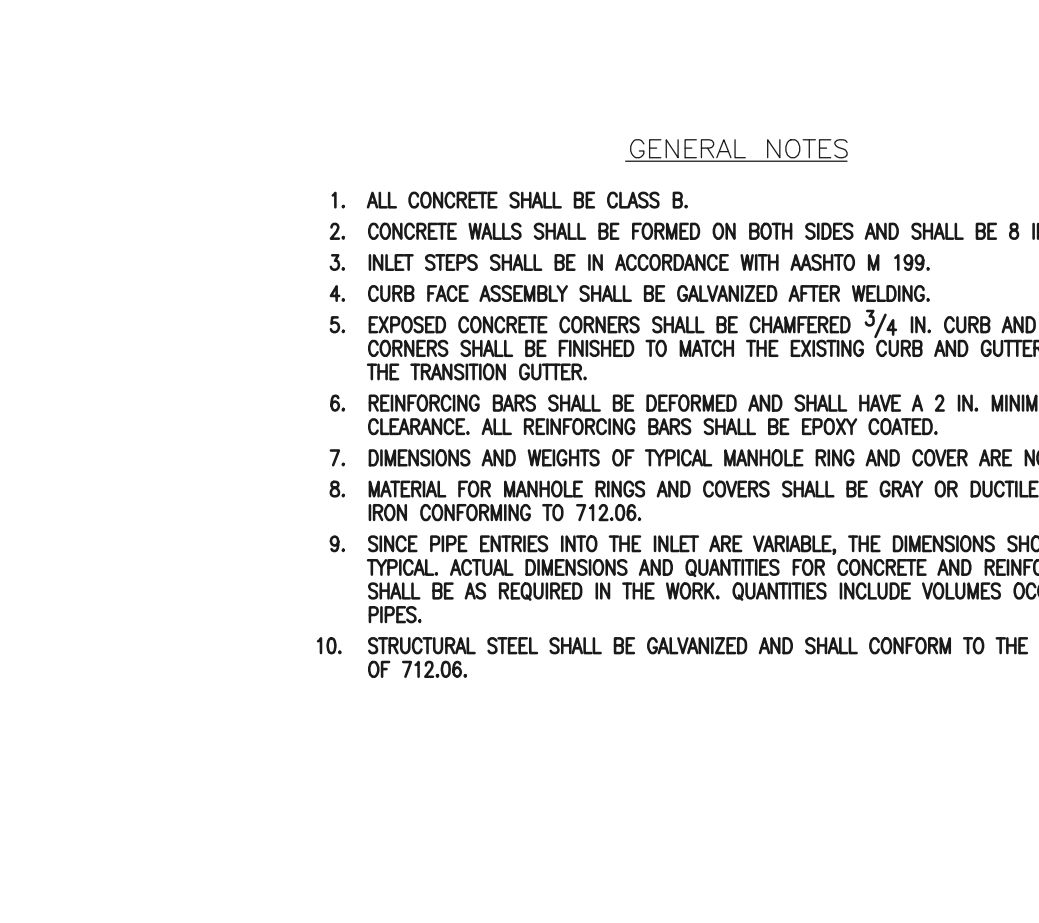 GENERAL NOTES
1. ALL CONCRETE SHALL BE CLASS B.
2. CONCRETE WALLS SHALL BE FORMED ON BOTH SIDES AND SHALL BE 8
3. INLET STEPS SHALL BE IN ACCORDANCE WITH AASHTO M 199.
4. CURB FACE ASSEMBLY SHALL BE GALVANIZED AFTER WELDING.
5. EXPOSED CONCRETE CORNERS SHALL BE CHAMFERED 3/4 IN. CURB AND
CORNERS SHALL BE FINISHED TO MATCH THE EXISTING CURB AND GUTTER
THE TRANSITION GUTTER.
6. REINFORCING BARS SHALL BE DEFORMED AND SHALL HAVE A 2 IN.
CLEARANCE. ALL REINFORCING BARS SHALL BE EPOXY COATED.
7. DIMENSIONS AND WEIGHTS OF TYPICAL MANHOLE RING AND COVER ARE
8. MATERIAL FOR MANHOLE RINGS AND COVERS SHALL BE GRAY OR DUCTILE
IRON CONFORMING TO 712.06.
9. SINCE PIPE ENTRIES INTO THE INLET ARE VARIABLE, THE DIMENSIONS
TYPICAL. ACTUAL DIMENSIONS AND QUANTITIES FOR CONCRETE AND
SHALL BE AS REQUIRED IN THE WORK. QUANTITIES INCLUDE VOLUMES
PIPES.
10. STRUCTURAL STEEL SHALL BE GALVANIZED AND SHALL CONFORM TO THE
OF 712.06.